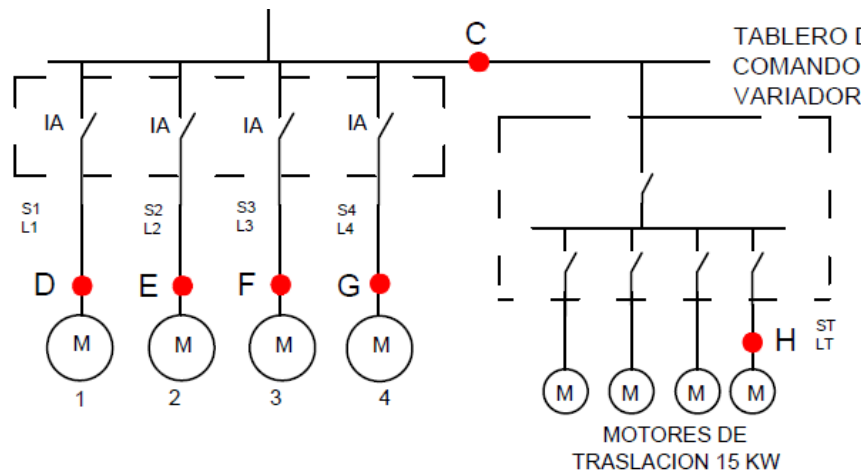 C
TABLERO D
COMANDO
VARIADOR
IA IA IA IA
S1 S2 S3 S4
L1 L2 L3 L4
D E F G
M M M M
1 2 3 4
ST
LT
H
M M M M
MOTORES DE
TRASLACION 15 KW